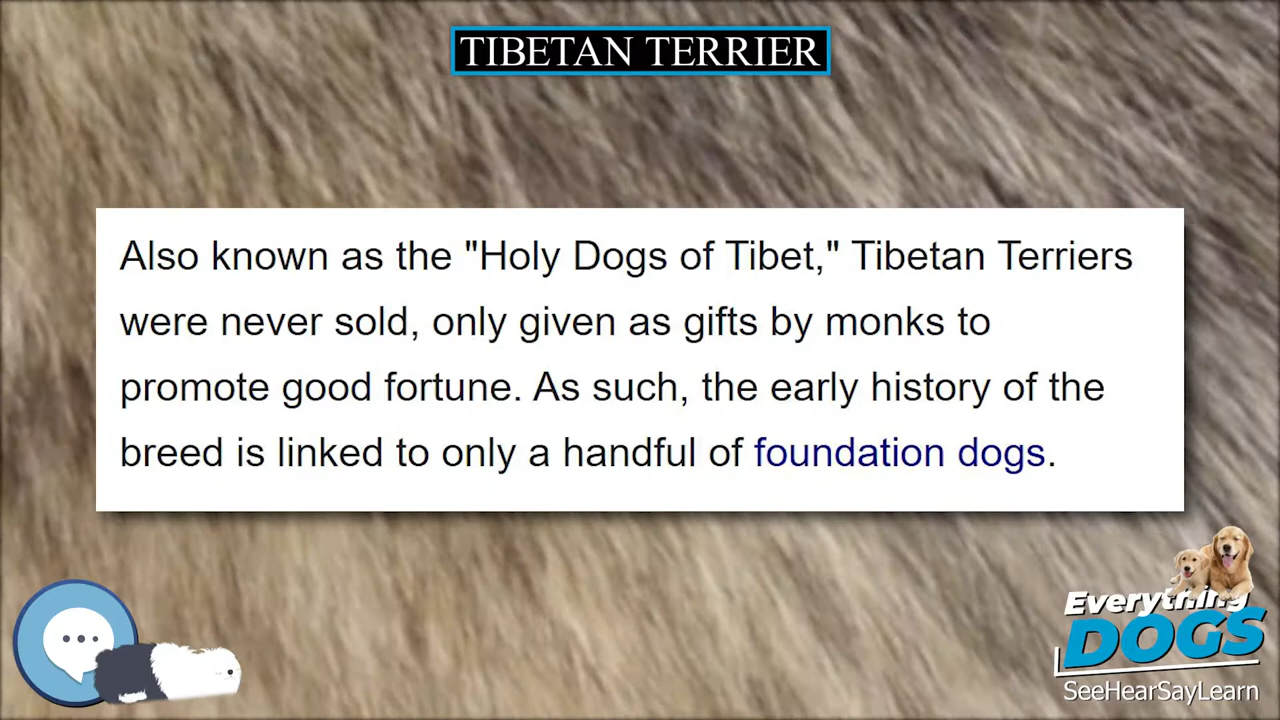 TIBETAN TERRIER
Also known as the "Holy Dogs of Tibet," Tibetan Terriers
were never sold, only given as gifts by monks to
promote good fortune. As such, the early history of the
breed is linked to only a handful of foundation dogs.
Everything
DOGS
SeeHearSayLearn